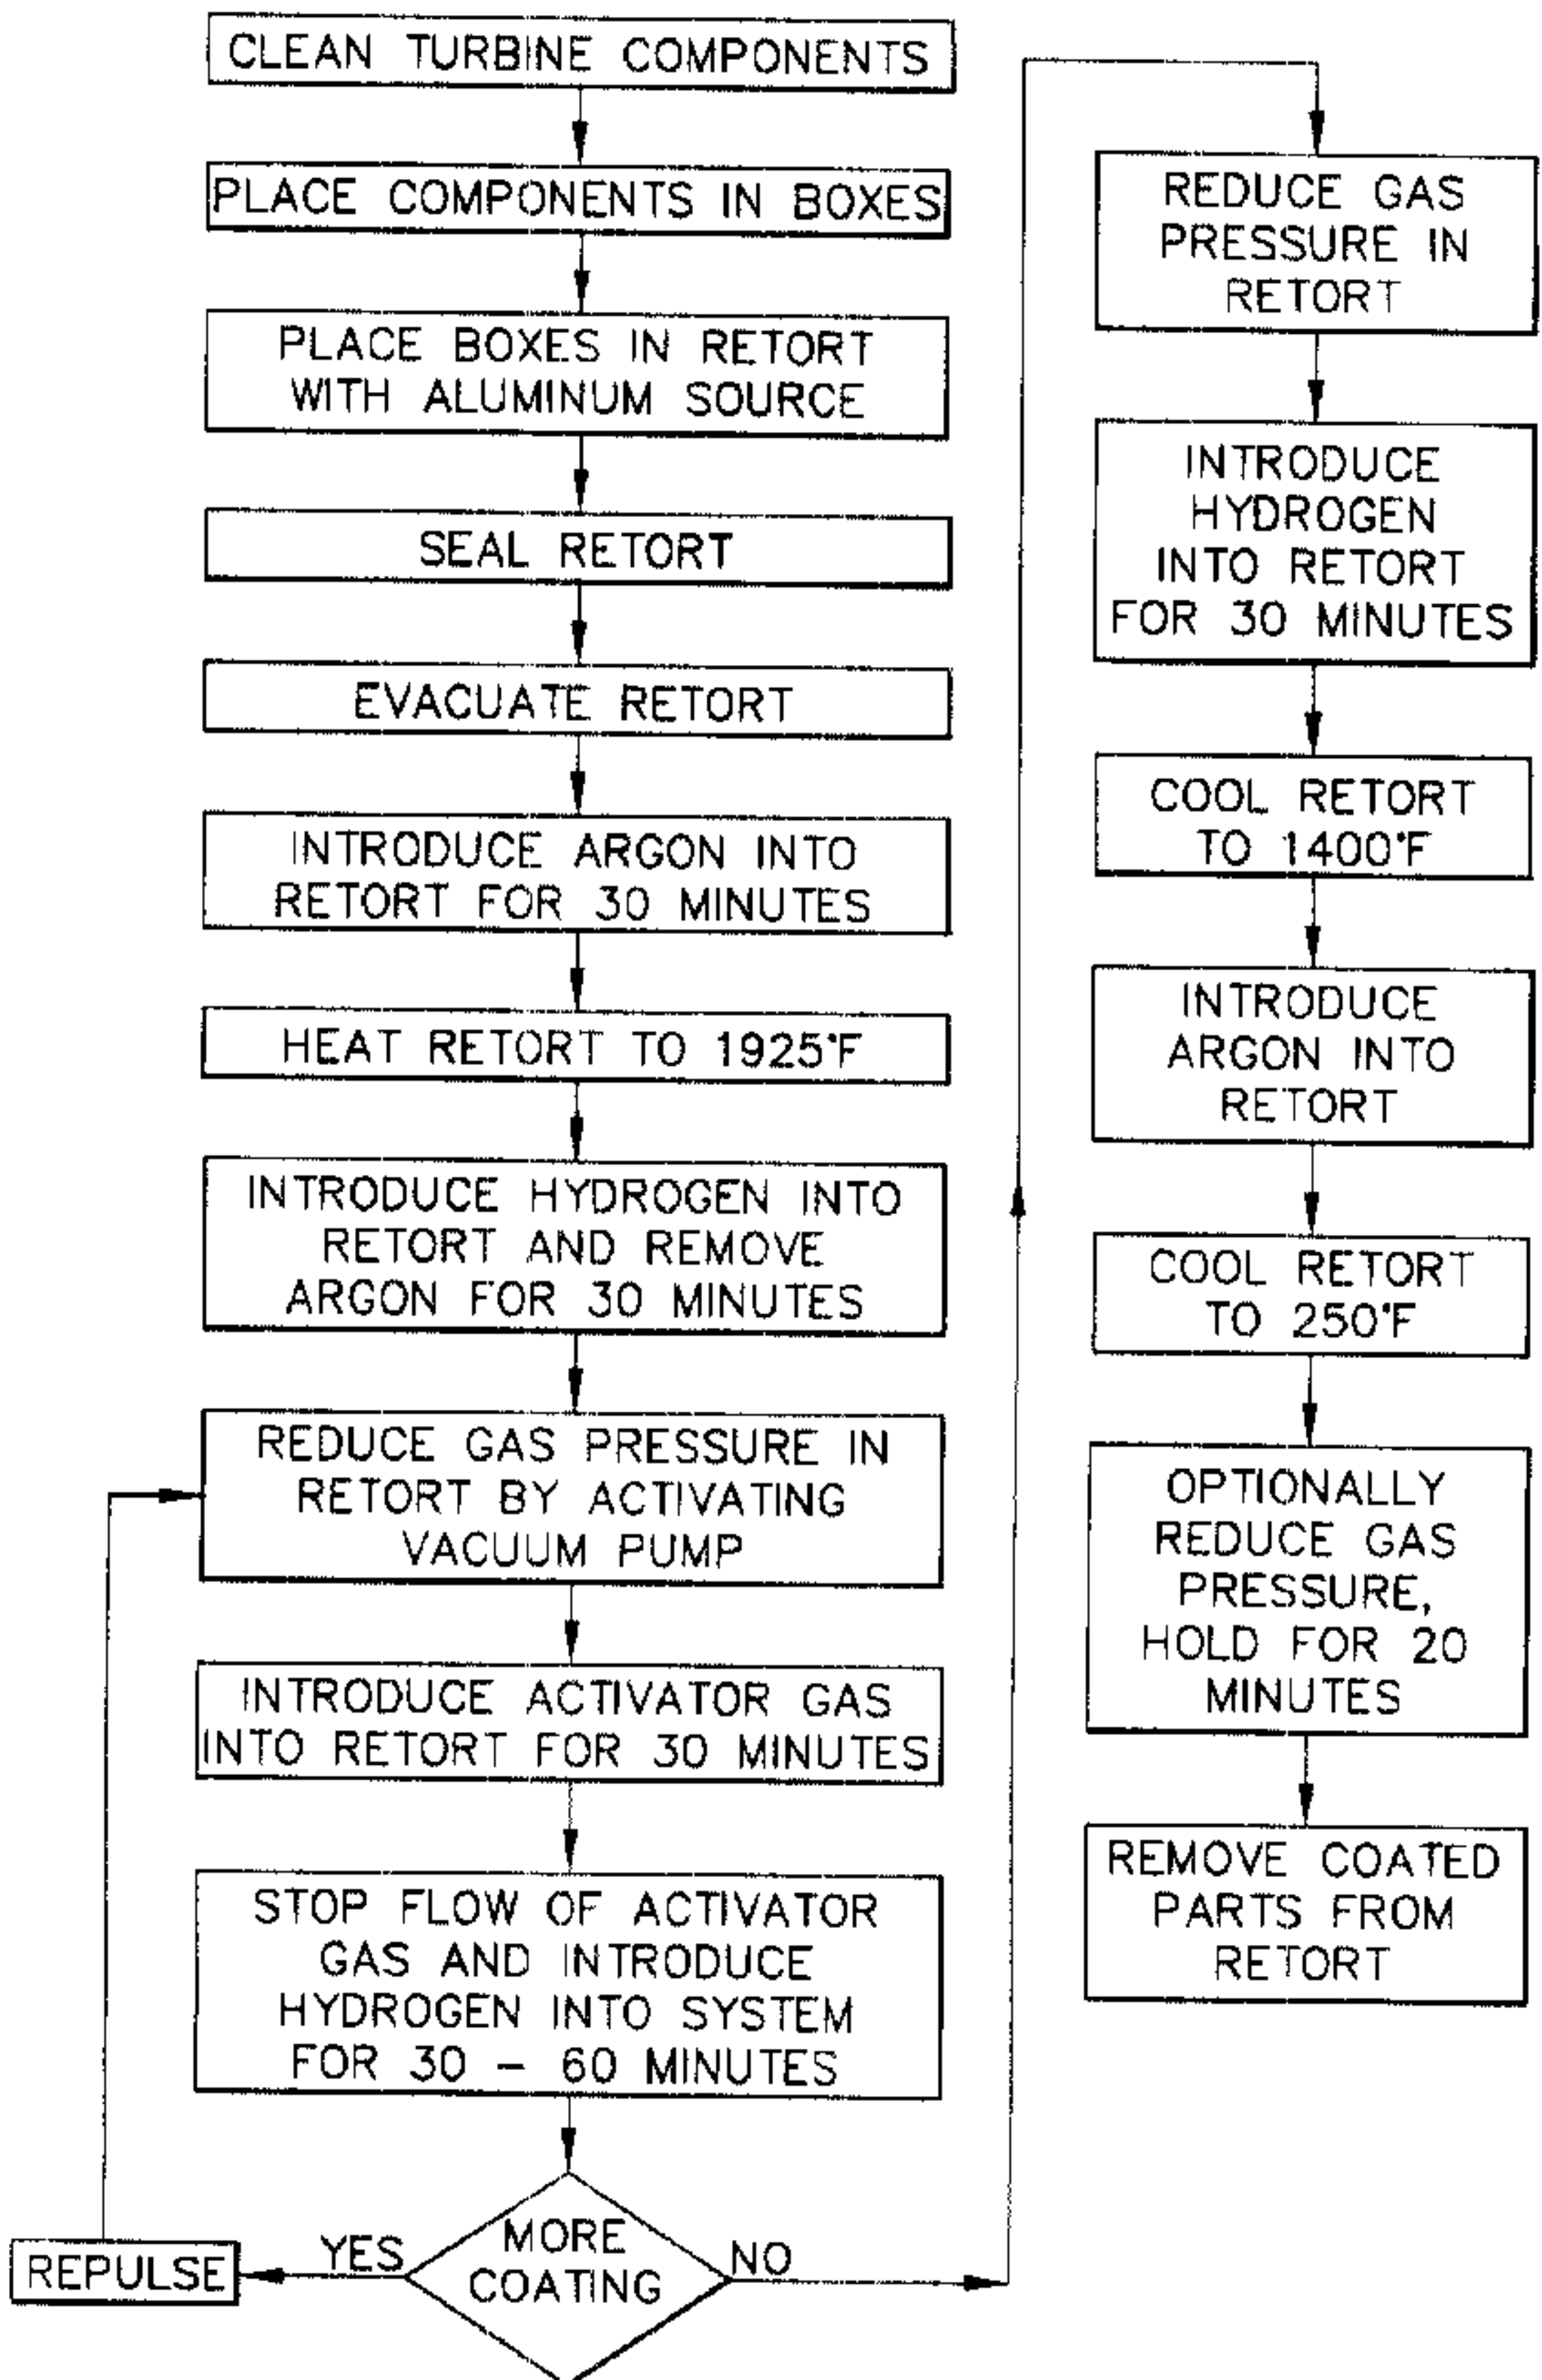 CLEAN TURBINE COMPONENTS
PLACE COMPONENTS IN BOXES
PLACE BOXES IN RETORT
WITH ALUMINUM SOURCE
SEAL RETORT
EVACUATE RETORT
INTRODUCE ARGON INTO
RETORT FOR 30 MINUTES
HEAT RETORT TO 1925°F
INTRODUCE HYDROGEN INTO
RETORT AND REMOVE
ARGON FOR 30 MINUTES
REDUCE GAS PRESSURE IN
RETORT BY ACTIVATING
VACUUM PUMP
INTRODUCE ACTIVATOR GAS
INTO RETORT FOR 30 MINUTES
STOP FLOW OF ACTIVATOR
GAS AND INTRODUCE
HYDROGEN INTO SYSTEM
FOR 30 – 60 MINUTES
MORE
COATING
YES
REPULSE
NO
REDUCE GAS
PRESSURE IN
RETORT
INTRODUCE
HYDROGEN
INTO RETORT
FOR 30 MINUTES
COOL RETORT
TO 1400°F
INTRODUCE
ARGON INTO
RETORT
COOL RETORT
TO 250°F
OPTIONALLY
REDUCE GAS
PRESSURE,
HOLD FOR 20
MINUTES
REMOVE COATED
PARTS FROM
RETORT